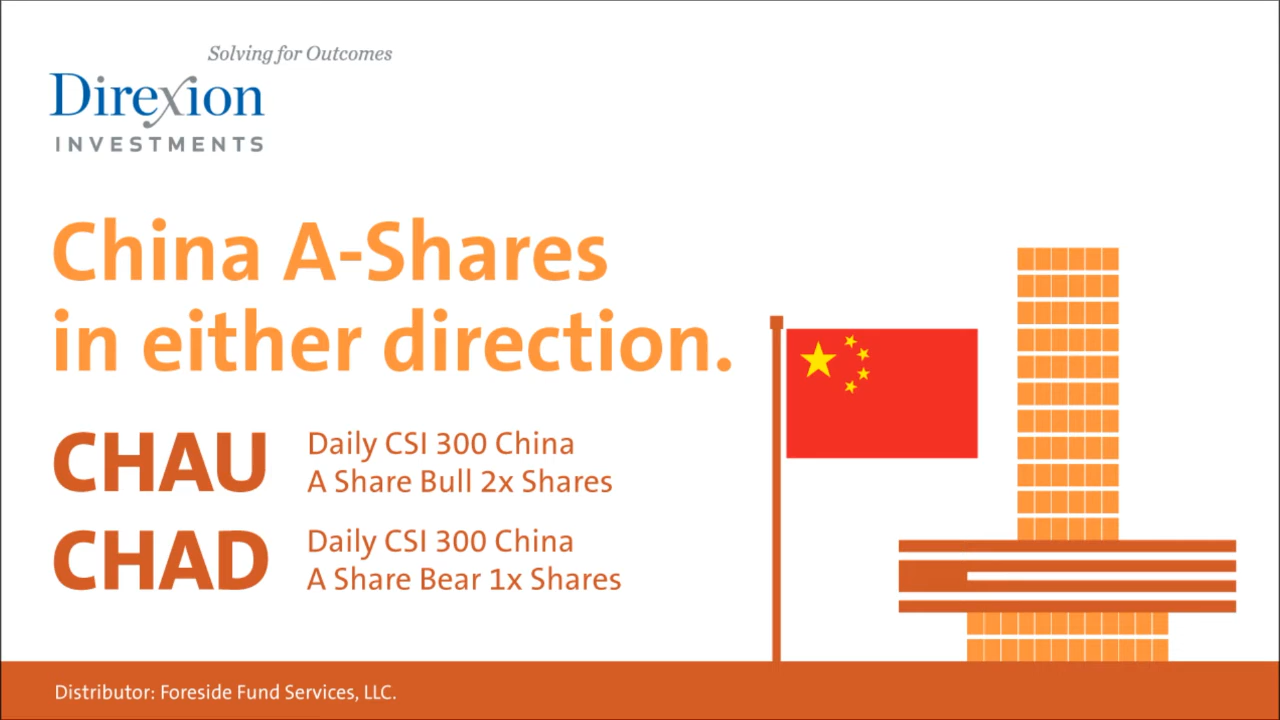 Solving for Outcomes
Direxion
INVESTMENTS
China A-Shares
in either direction.
CHAU
Daily CSI 300 China
A Share Bull 2x Shares
CHAD
Daily CSI 300 China
A Share Bear 1x Shares
Distributor: Foreside Fund Services, LLC.